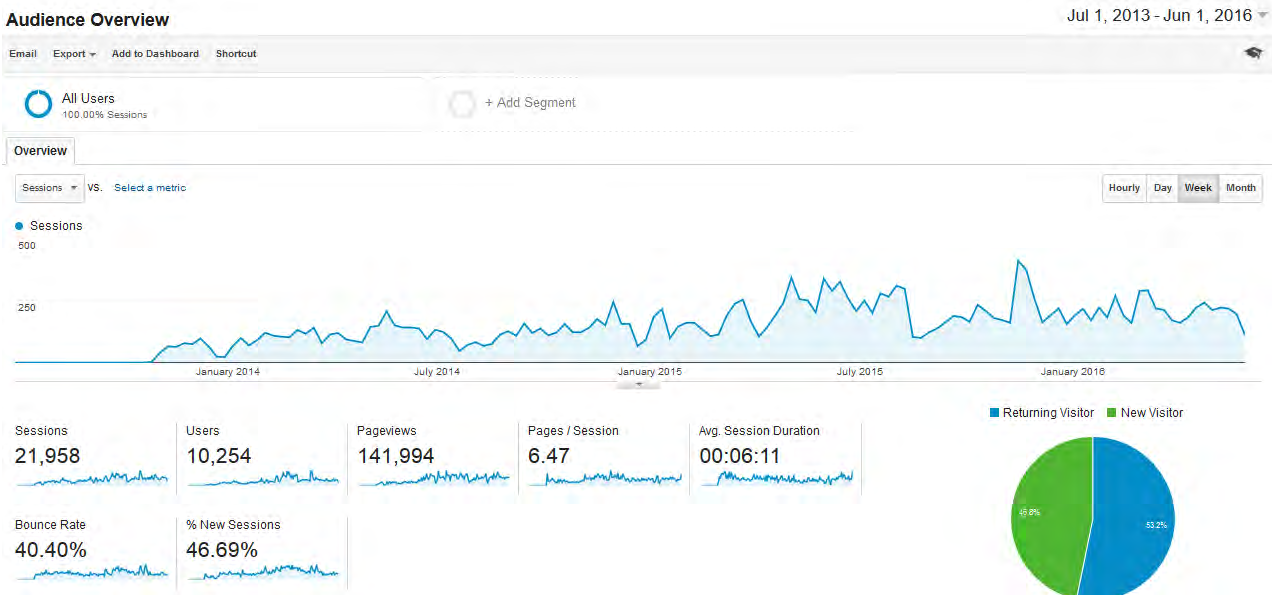 Audience Overview
Jul 1, 2013 - Jun 1, 2016
Email Export Add to Dashboard Shortcut
All Users
100.00% Sessions
+ Add Segment
Overview
Sessions VS. Select a metric
Hourly Day Week Month
Sessions
500
250
January 2014 July 2014 January 2015 July 2015 January 2016
Returning Visitor New Visitor
Sessions
21,958
Users
10,254
Pageviews
141,994
Pages / Session
6.47
Avg. Session Duration
00:06:11
Bounce Rate
40.40%
% New Sessions
46.69%
46.8%
53.2%